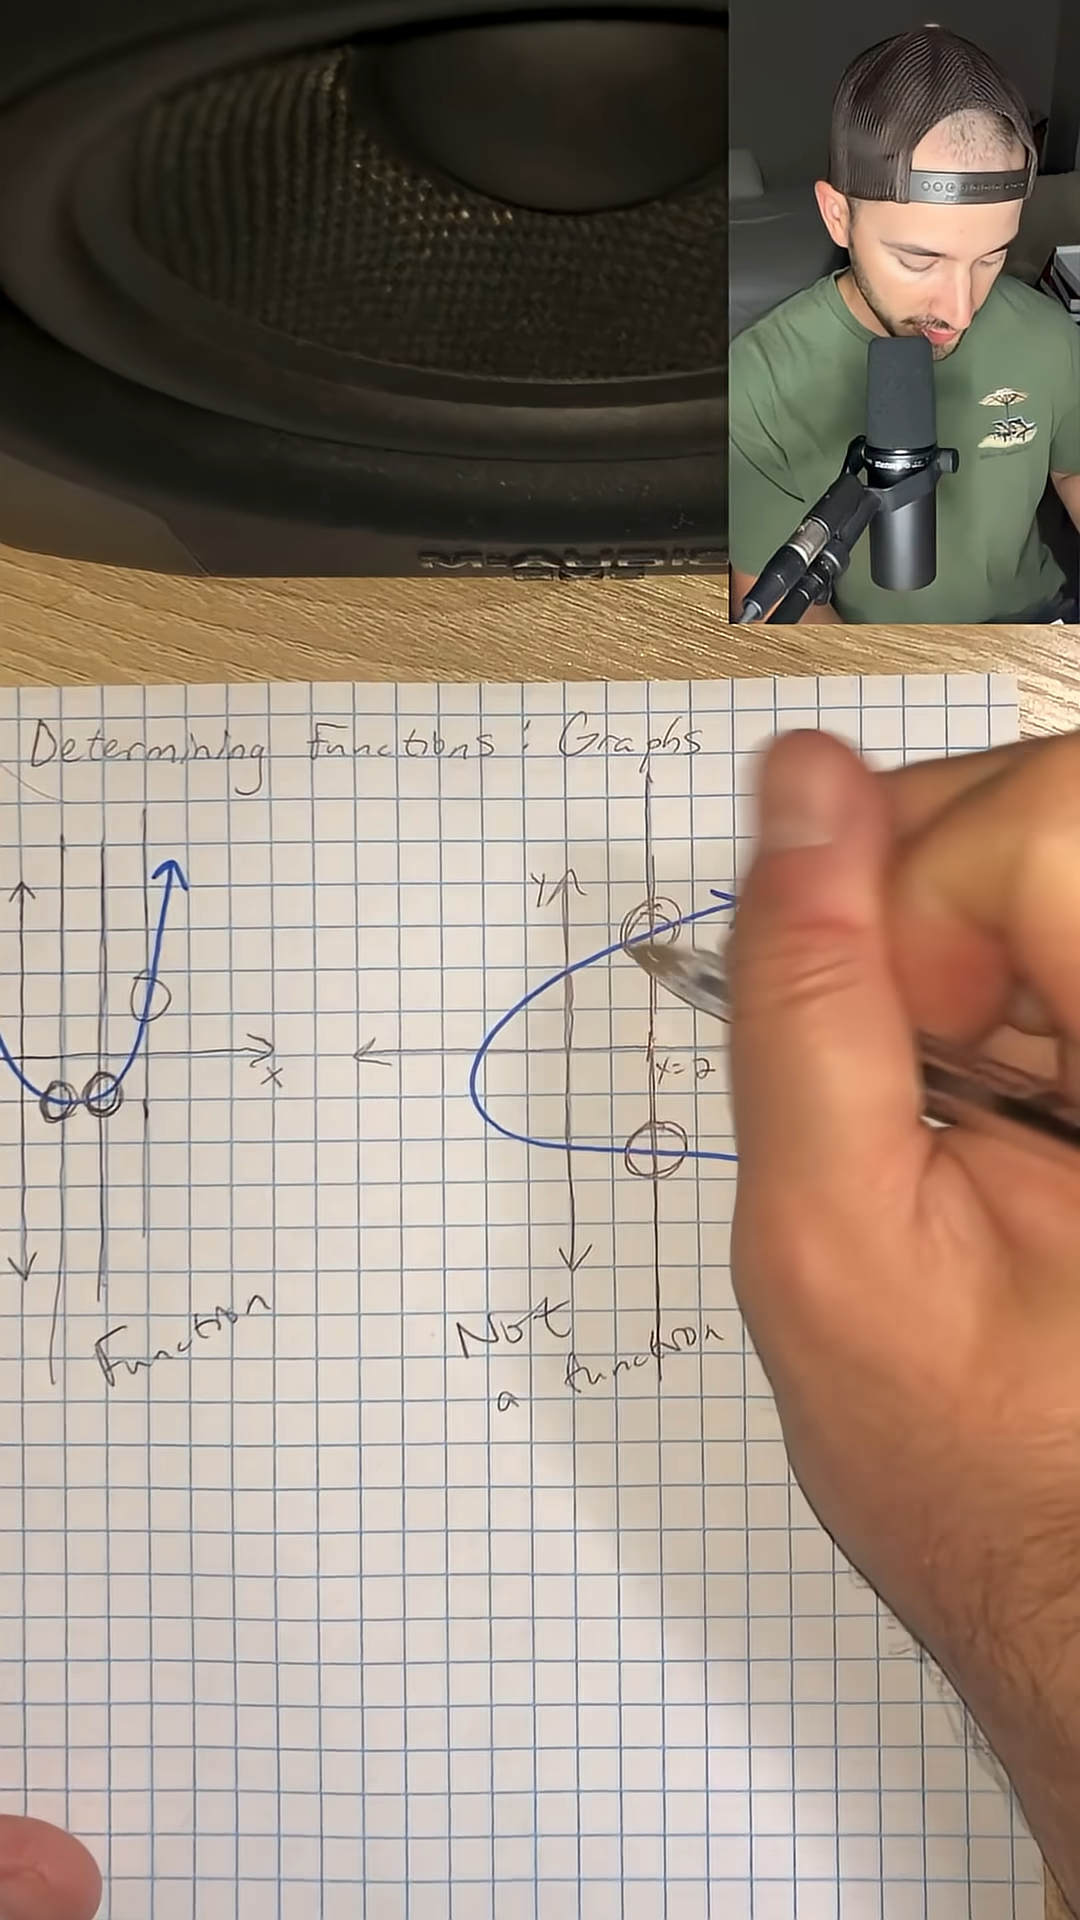 Determining Functions: Graphs
y
x
x=2
Function
Not
a function